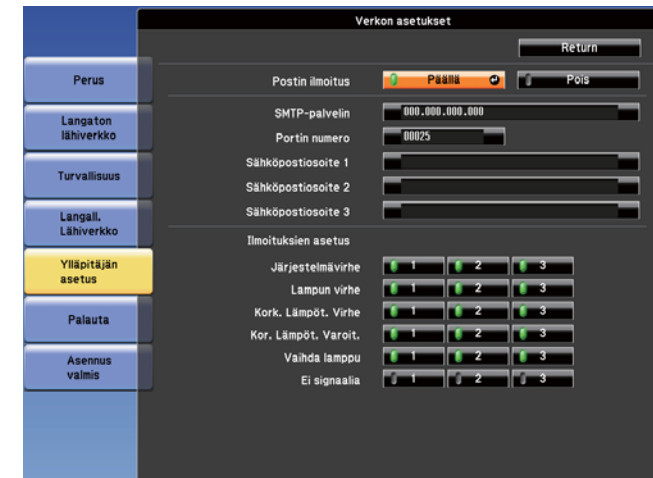 Verkon asetukset
Return
Perus
Langaton
lähiverkko
Turvallisuus
Langall.
Lähiverkko
Ylläpitäjän
asetus
Palauta
Asennus
valmis
Postin ilmoitus Päällä Pois
SMTP-palvelin 000.000.000.000
Portin numero 00025
Sähköpostiosoite 1
Sähköpostiosoite 2
Sähköpostiosoite 3
Ilmoituksien asetus
Järjestelmävirhe 1 2 3
Lampun virhe 1 2 3
Kork. Lämpöt. Virhe 1 2 3
Kor. Lämpöt. Varoit. 1 2 3
Vaihda lamppu 1 2 3
Ei signaalia 1 2 3